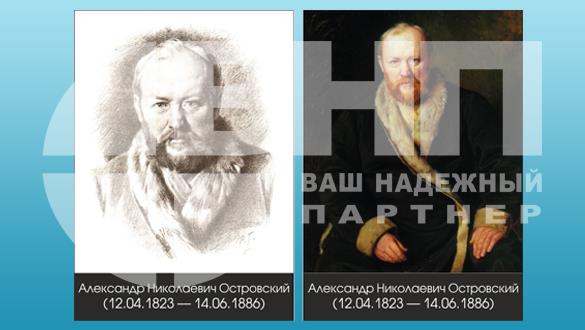 ЕНП
ВАШ НАДЕЖНЫЙ
ПАРТНЕР
Александр Николаевич Островский
(12.04.1823 — 14.06.1886)
Александр Николаевич Островский
(12.04.1823 — 14.06.1886)